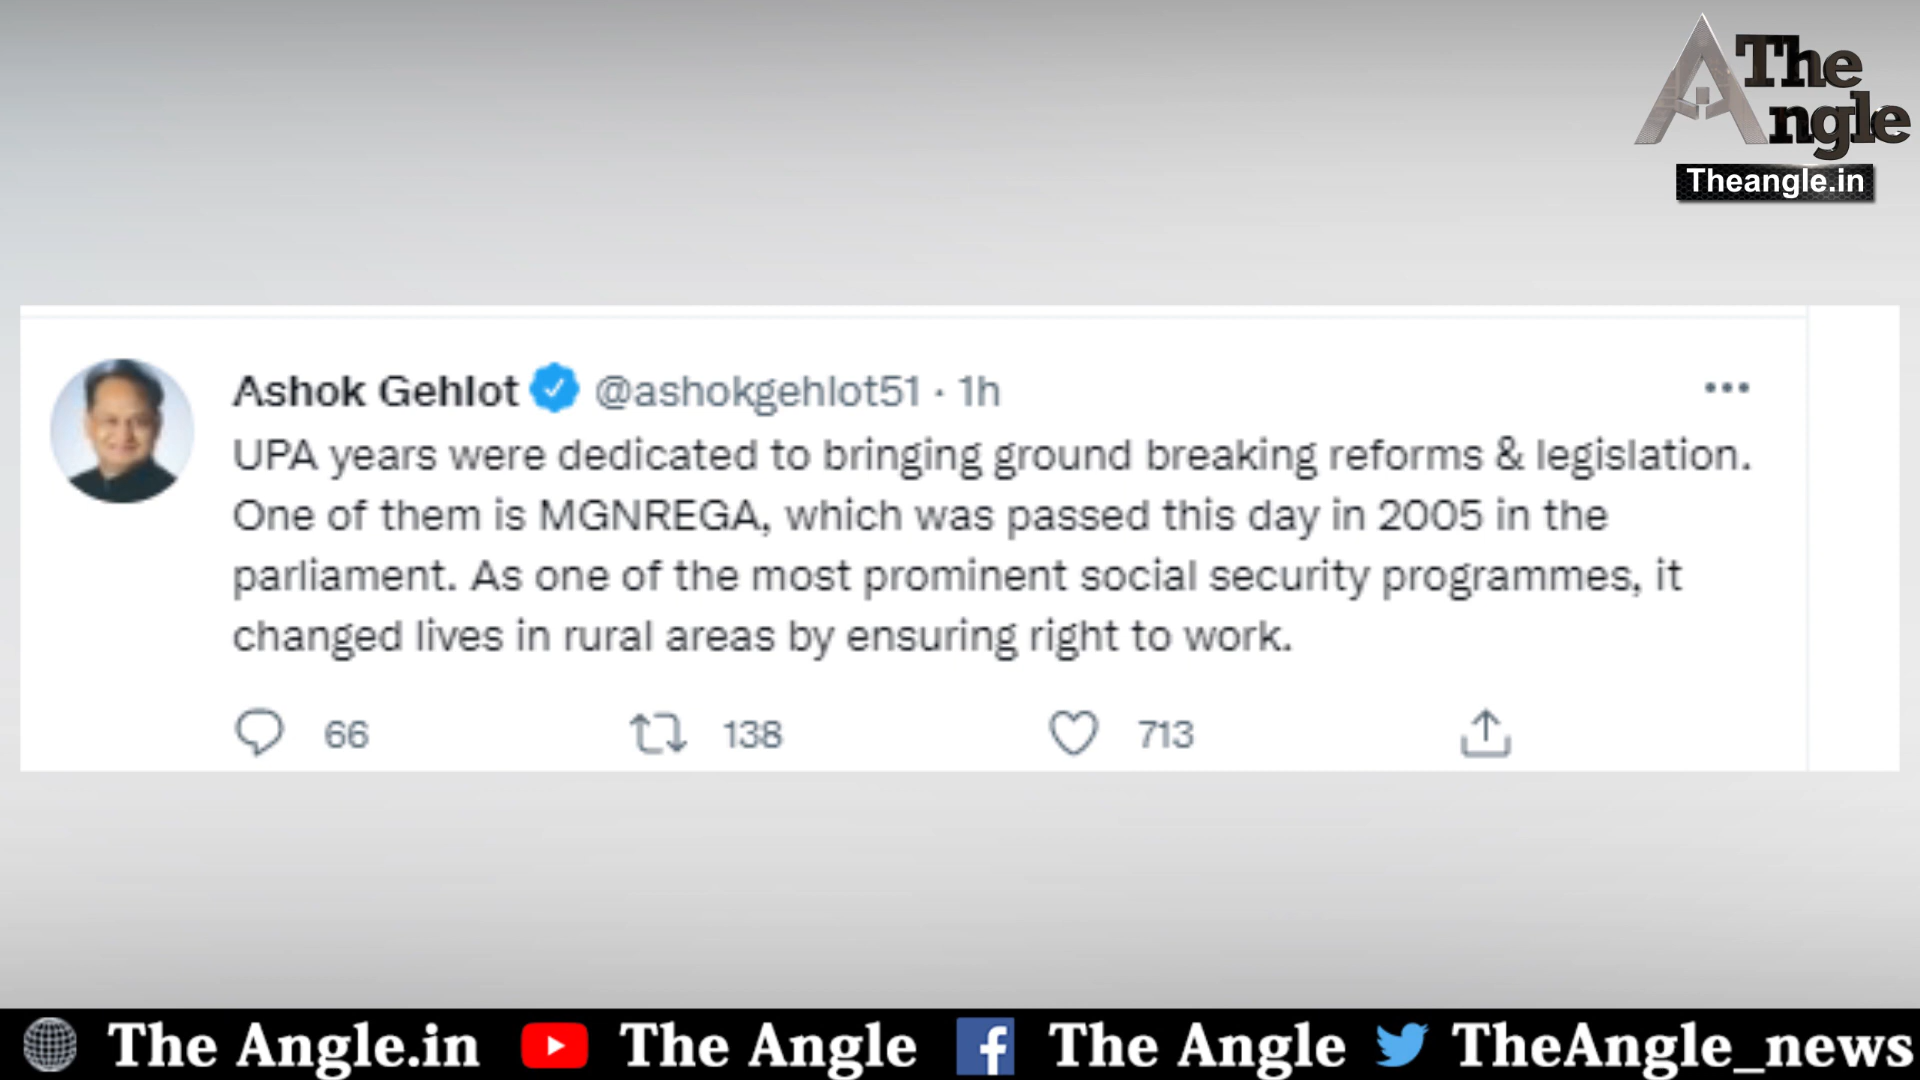 The
Angle
Theangle.in
Ashok Gehlot @ashokgehlot51 · 1h
UPA years were dedicated to bringing ground breaking reforms & legislation.
One of them is MGNREGA, which was passed this day in 2005 in the
parliament. As one of the most prominent social security programmes, it
changed lives in rural areas by ensuring right to work.
66 138 713
The Angle.in The Angle The Angle TheAngle_news